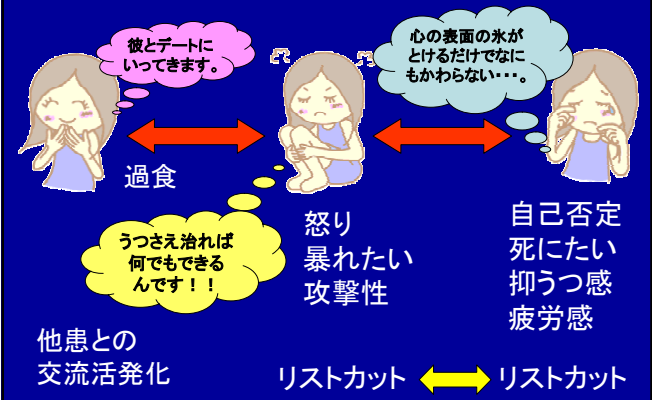 彼とデートに
いってきます。
心の表面の氷が
とけるだけでなに
もかわらない・・・。
過食
うつさえ治れば
何でもできる
んです！！
怒り
暴れたい
攻撃性
自己否定
死にたい
抑うつ感
疲労感
他患との
交流活発化
リストカット
リストカット